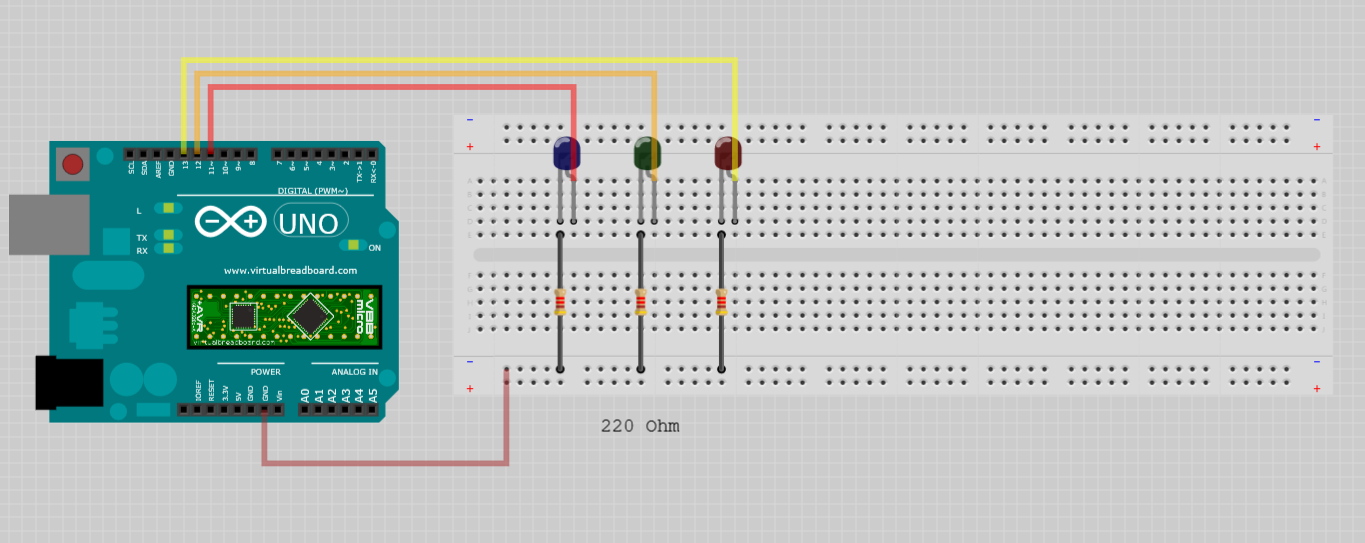 SCL
SDA
AREF
GND
13
12
11~
10~
9~
8
7
6~
5~
4
3~
2
TX->1
RX<-0
DIGITAL (PWM~)
L
TX
RX
UNO
ON
www.virtualbreadboard.com
+AVR
VBB
micro
virtualbreadboard.com
POWER
ANALOG IN
IOREF
RESET
3.3V
5V
GND
GND
Vin
A0
A1
A2
A3
A4
A5
220 Ohm